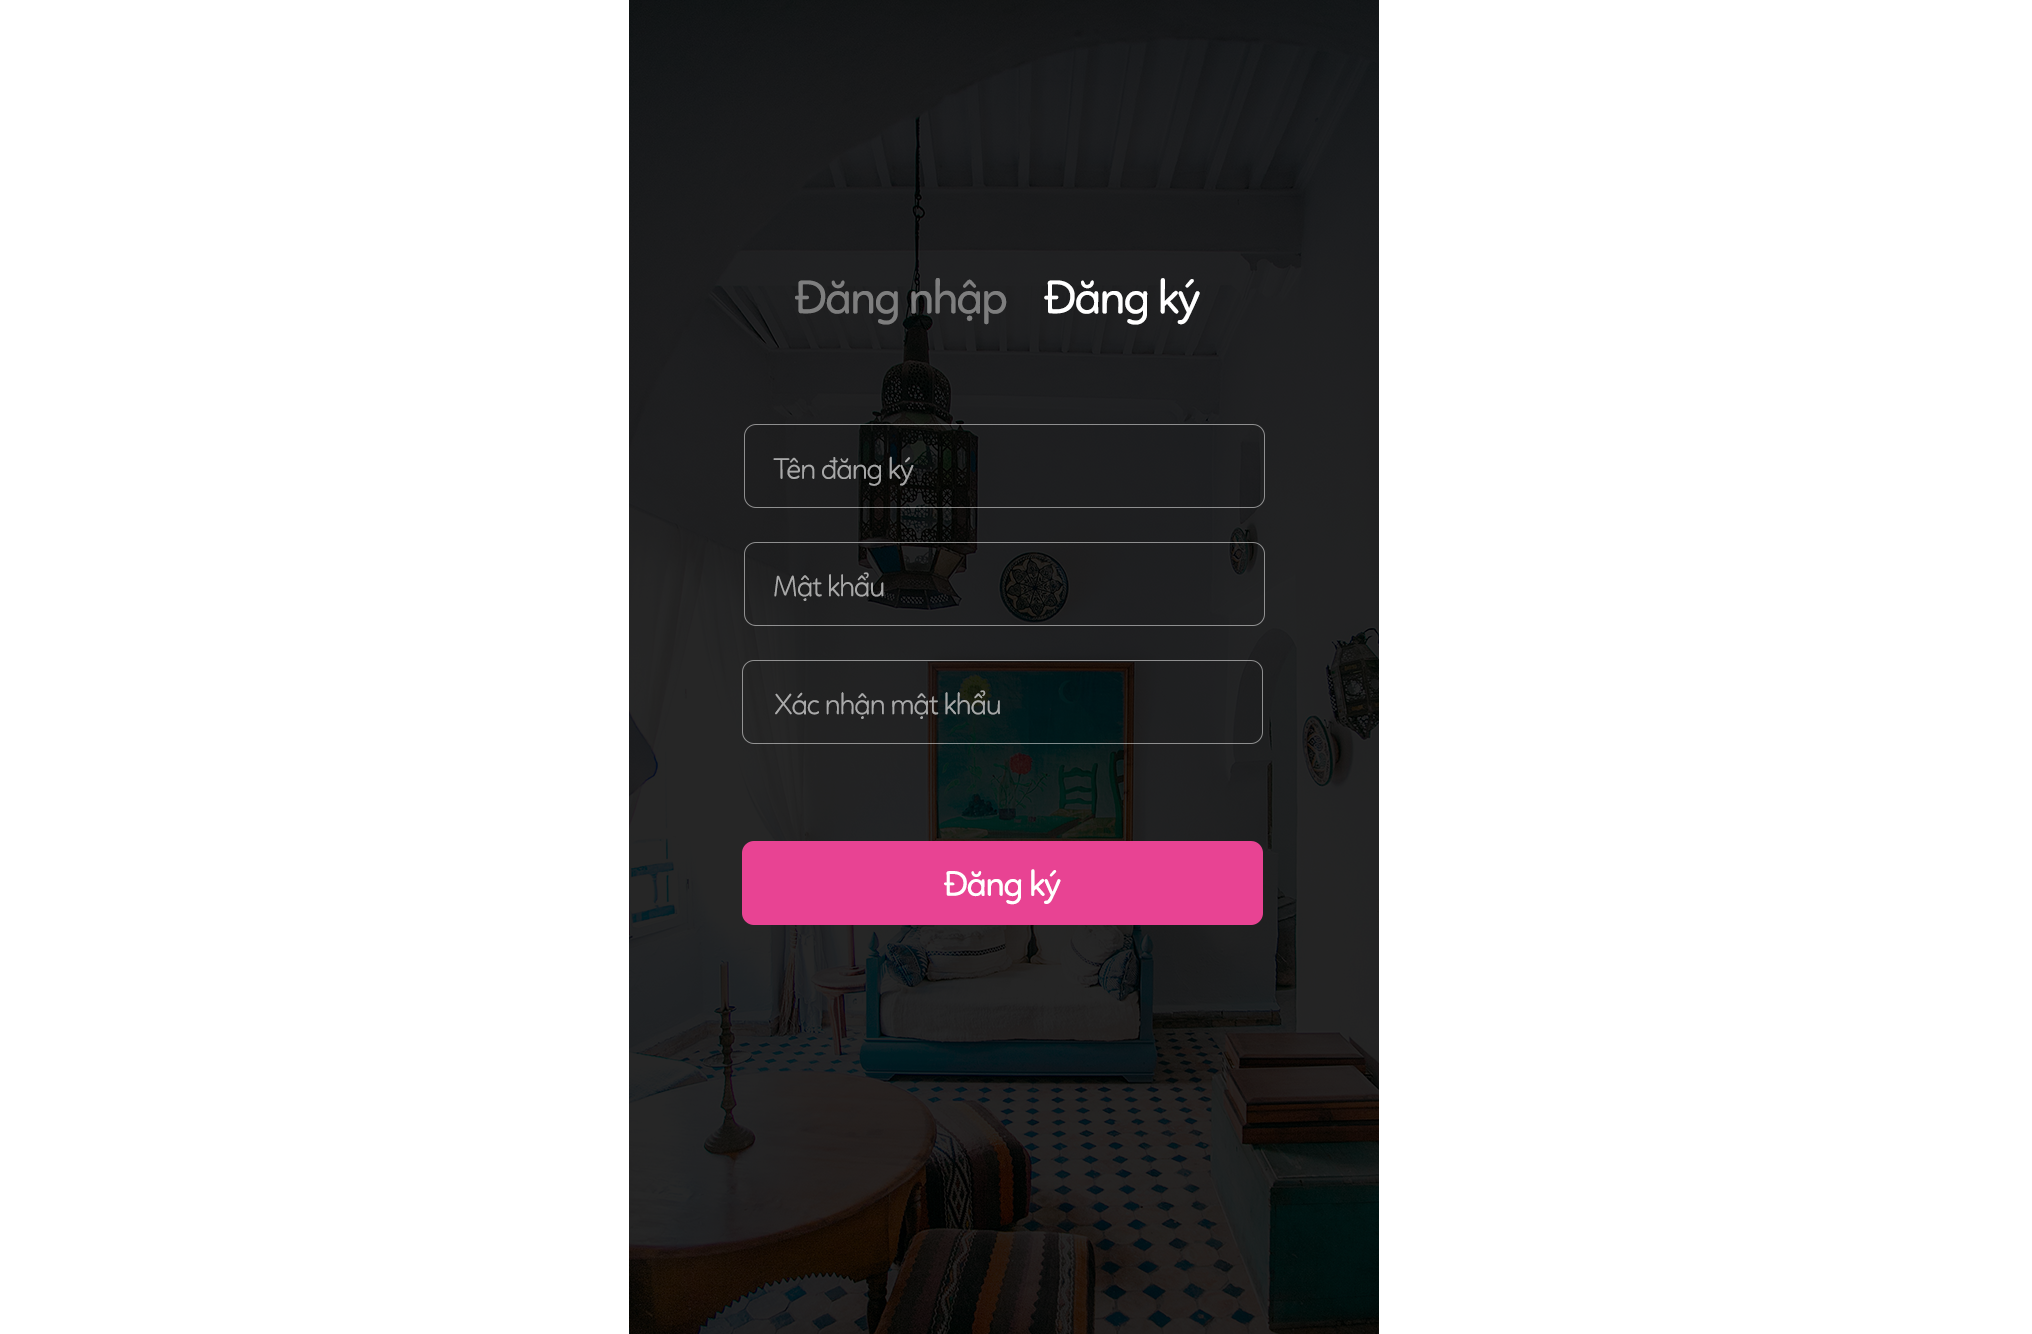 Đăng nhập Đăng ký
Tên đăng ký
Mật khẩu
Xác nhận mật khẩu
Đăng ký